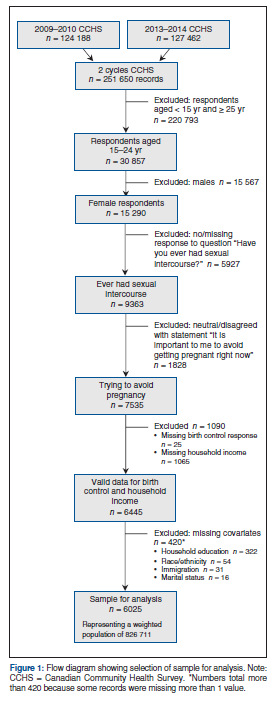 2009–2010 CCHS
n = 124 188
2013–2014 CCHS
n = 127 462
2 cycles CCHS
n = 251 650 records
Excluded: respondents
aged < 15 yr and ≥ 25 yr
n = 220 793
Respondents aged
15–24 yr
n = 30 857
Excluded: males n = 15 567
Female respondents
n = 15 290
Excluded: no/missing
response to question “Have
you ever had sexual
intercourse?” n = 5927
Ever had sexual
intercourse
n = 9363
Excluded: neutral/disagreed
with statement “It is
important to me to avoid
getting pregnant right now”
n = 1828
Trying to avoid
pregnancy
n = 7535
Excluded n = 1090
• Missing birth control response
n = 25
• Missing household income
n = 1065
Valid data for birth
control and household
income
n = 6445
Excluded: missing covariates
n = 420*
• Household education n = 322
• Race/ethnicity n = 54
• Immigration n = 31
• Marital status n = 16
Sample for analysis
n = 6025
Representing a weighted
population of 826 711
Figure 1: Flow diagram showing selection of sample for analysis. Note:
CCHS = Canadian Community Health Survey. *Numbers total more
than 420 because some records were missing more than 1 value.